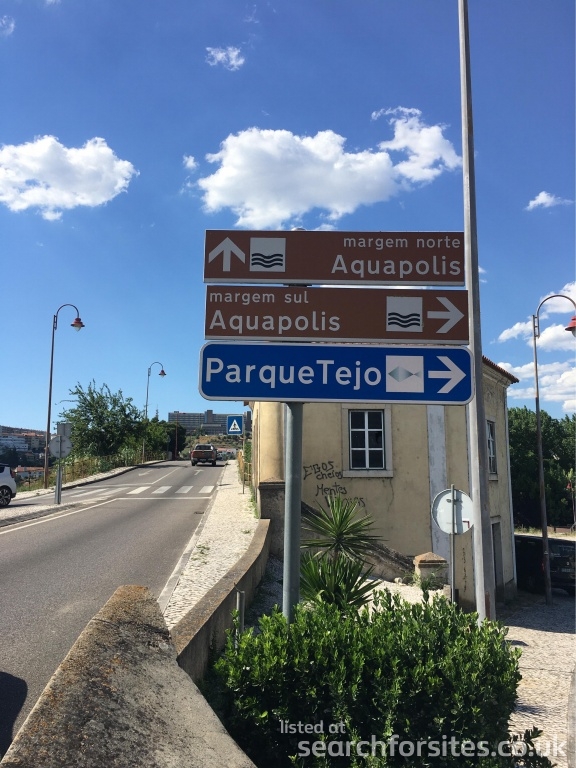 margem norte
Aquapolis
margem sul
Aquapolis
ParqueTejo
listed at
searchforsites.co.uk